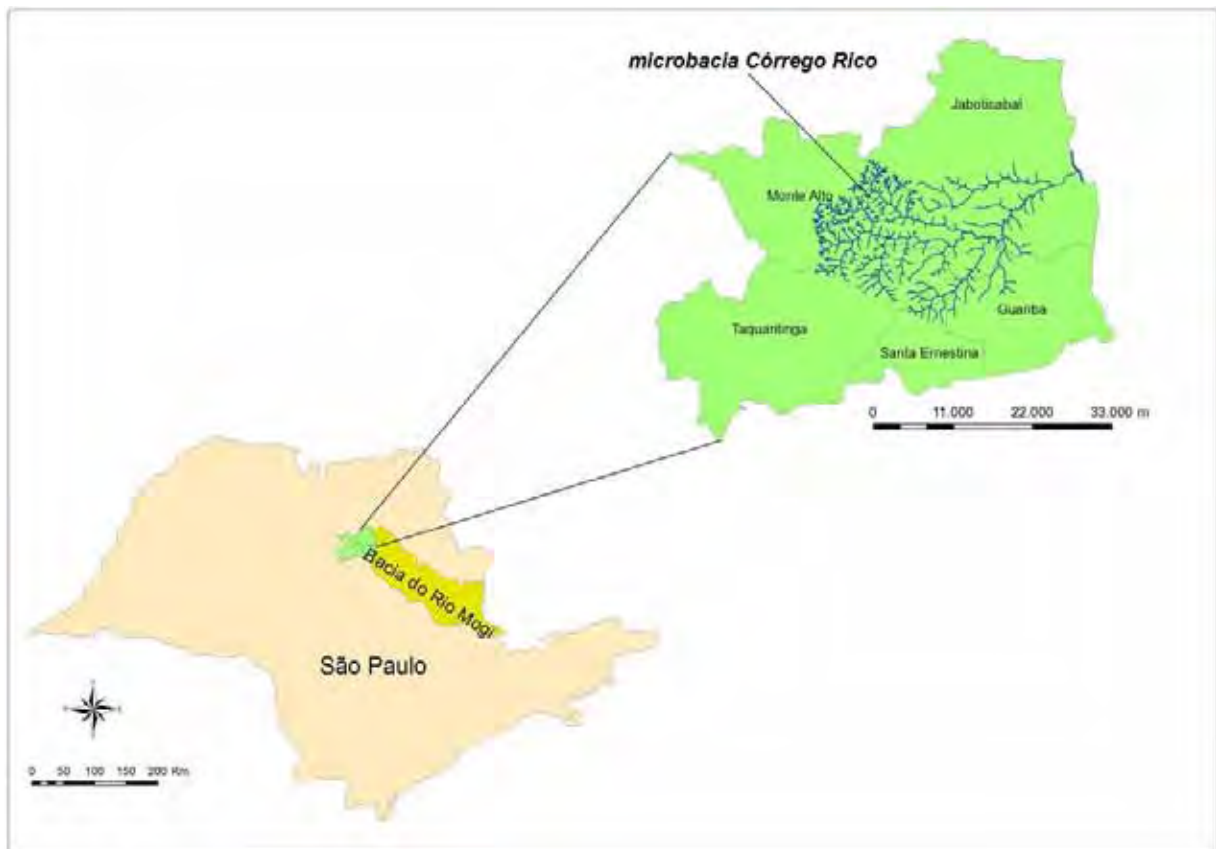 microbacia Córrego Rico
Jaboticabal
Monte Alto
Guariba
Taquaritinga
Santa Ernestina
0 11.000 22.000 33.000 m
Bacia do Rio Mogi
São Paulo
0 50 100 150 200 Km